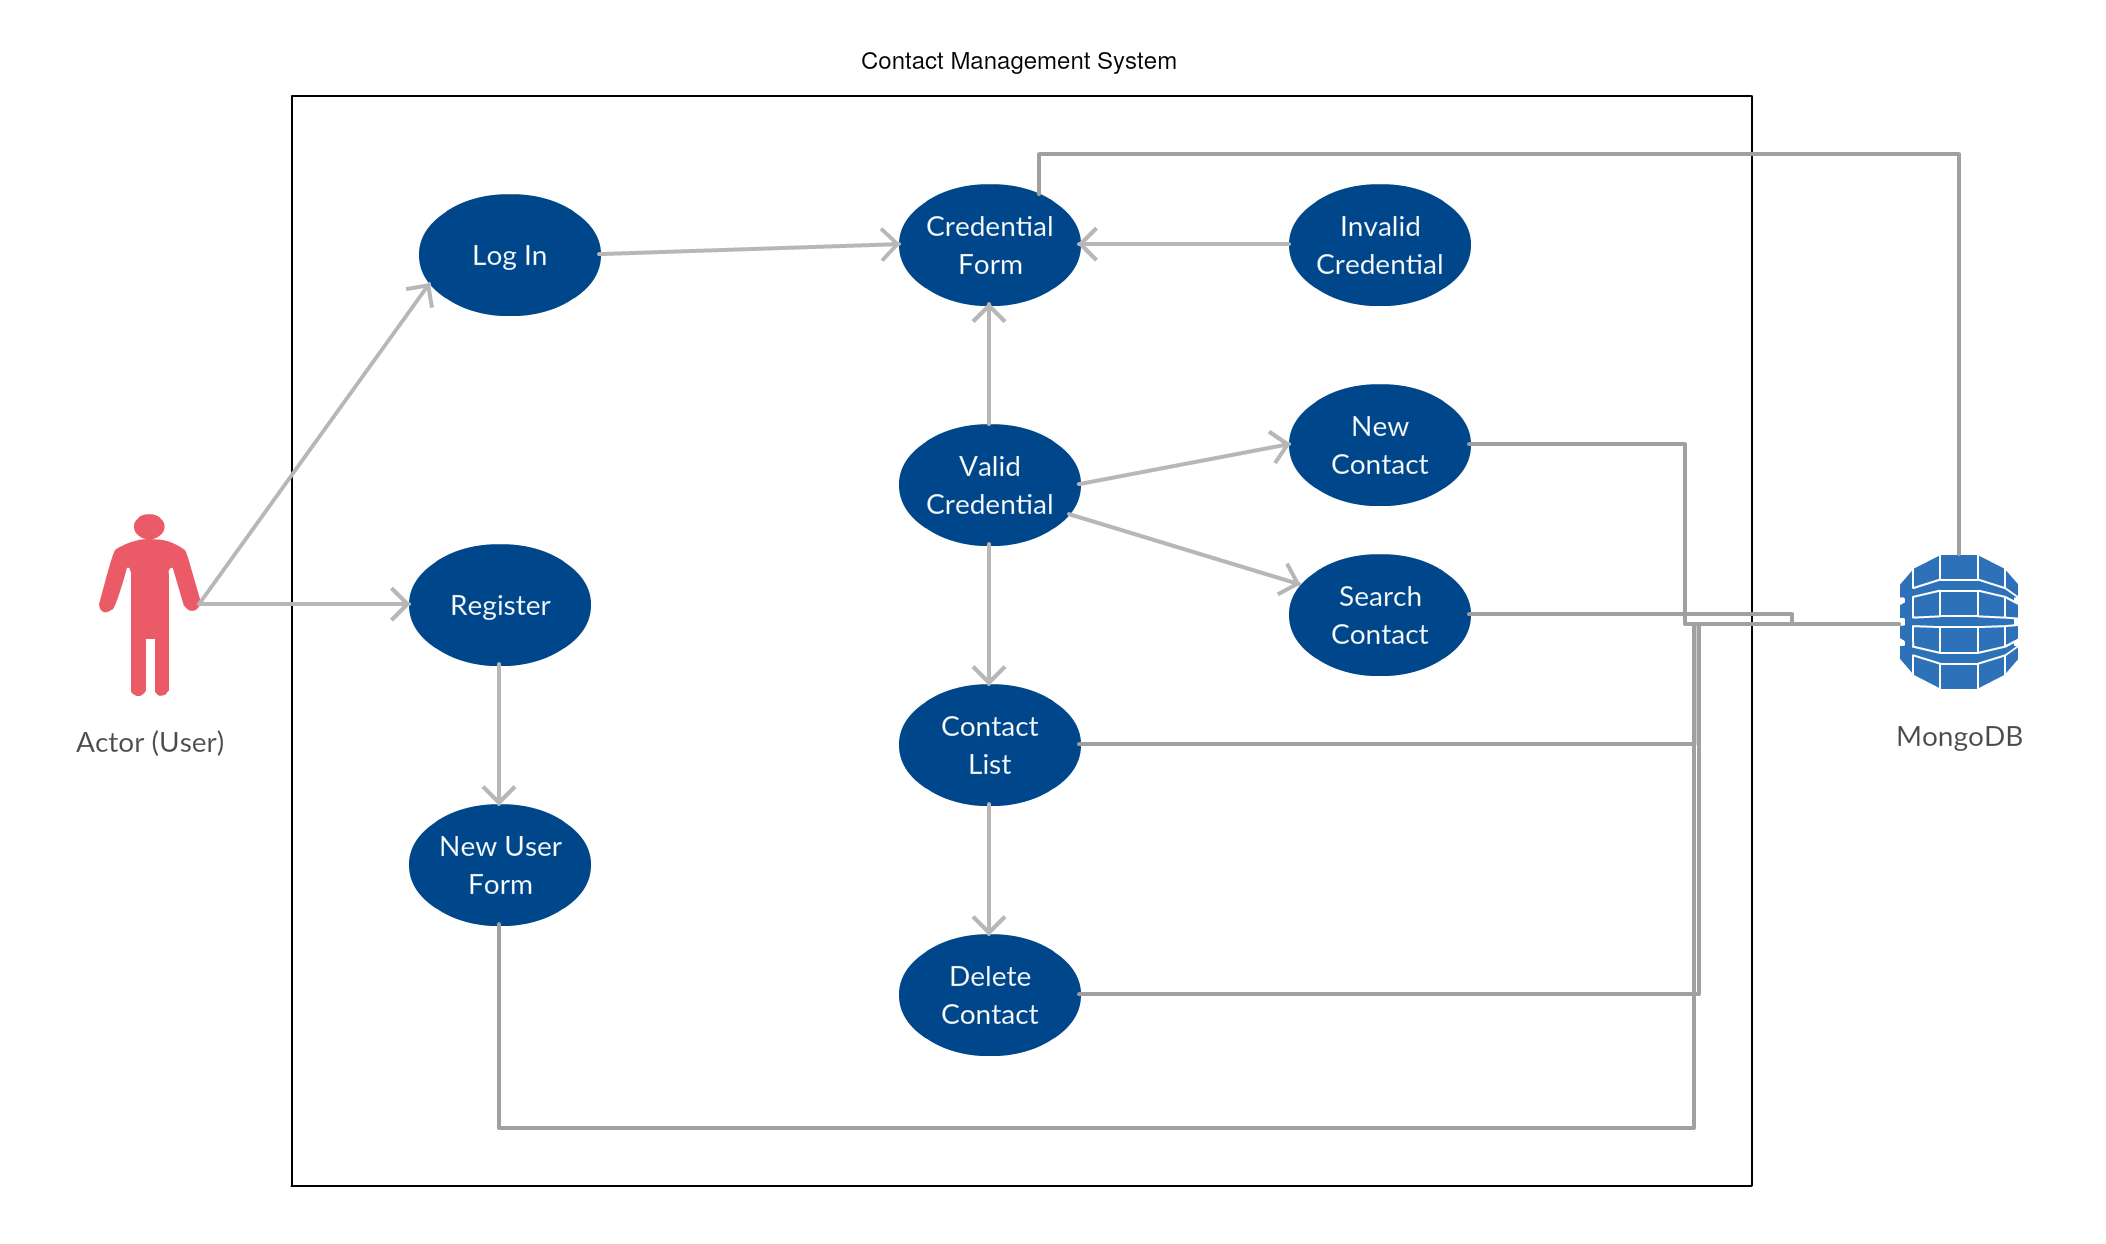 Contact Management System
Log In
Credential
Form
Invalid
Credential
New
Contact
Valid
Credential
Register
Search
Contact
Actor (User)
Contact
List
MongoDB
New User
Form
Delete
Contact